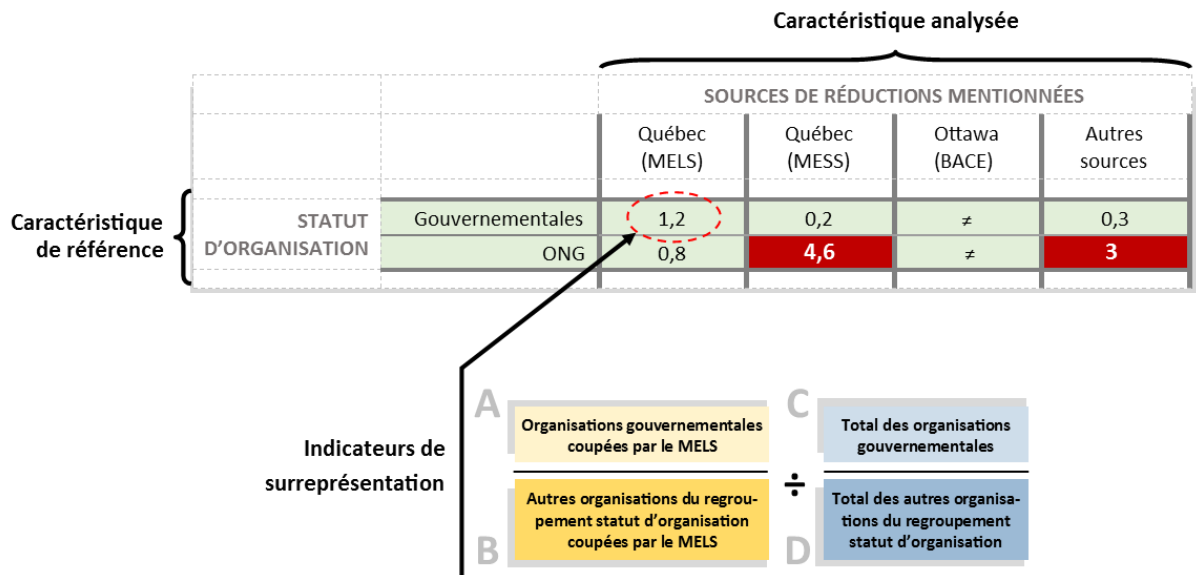 Caractéristique analysée
SOURCES DE RÉDUCTIONS MENTIONNÉES
Québec
(MELS)
Québec
(MESS)
Ottawa
(BACE)
Autres
sources
Caractéristique
de référence
STATUT
D'ORGANISATION
Gouvernementales
1,2
0,2
≠
0,3
ONG
0,8
4,6
≠
3
Indicateurs de
surreprésentation
A
Organisations gouvernementales
coupées par le MELS
B
Autres organisations du regrou-
pement statut d'organisation
coupées par le MELS
÷
C
Total des organisations
gouvernementales
D
Total des autres organisa-
tions du regroupement
statut d'organisation